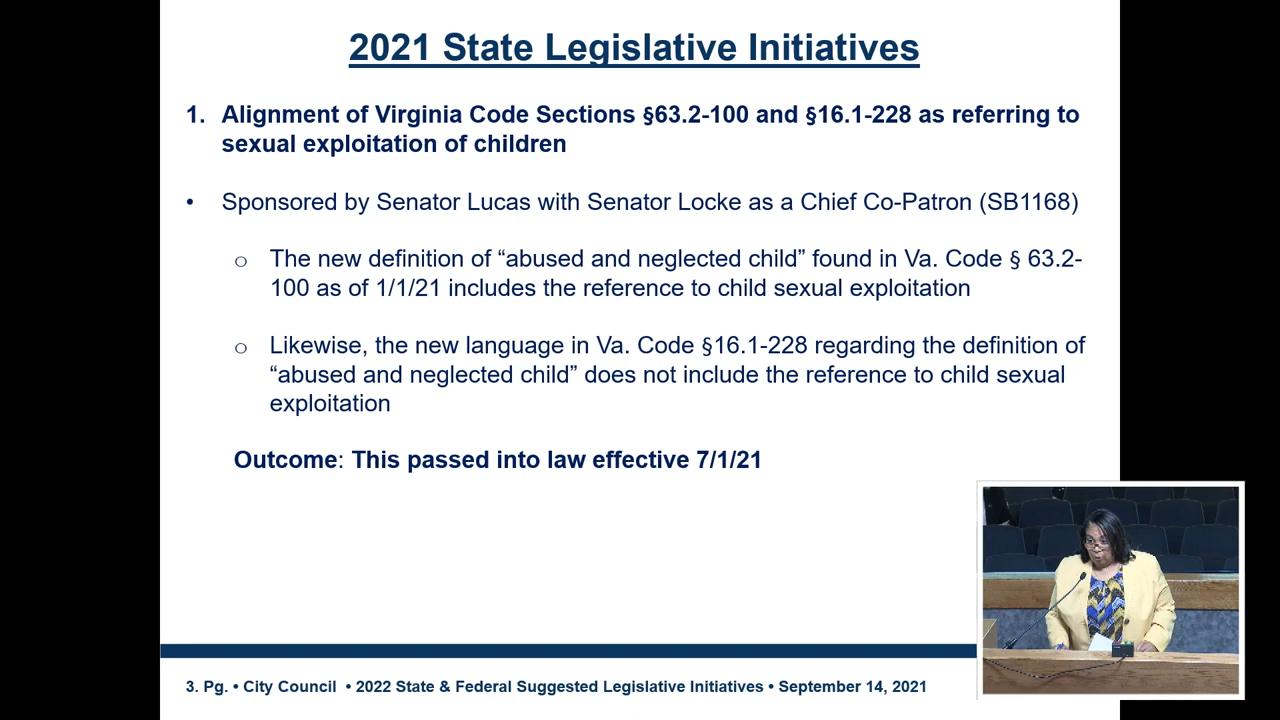 2021 State Legislative Initiatives
1. Alignment of Virginia Code Sections §63.2-100 and §16.1-228 as referring to
sexual exploitation of children
• Sponsored by Senator Lucas with Senator Locke as a Chief Co-Patron (SB1168)
o The new definition of “abused and neglected child” found in Va. Code § 63.2-
100 as of 1/1/21 includes the reference to child sexual exploitation
o Likewise, the new language in Va. Code §16.1-228 regarding the definition of
“abused and neglected child” does not include the reference to child sexual
exploitation
Outcome: This passed into law effective 7/1/21
3. Pg. • City Council • 2022 State & Federal Suggested Legislative Initiatives • September 14, 2021